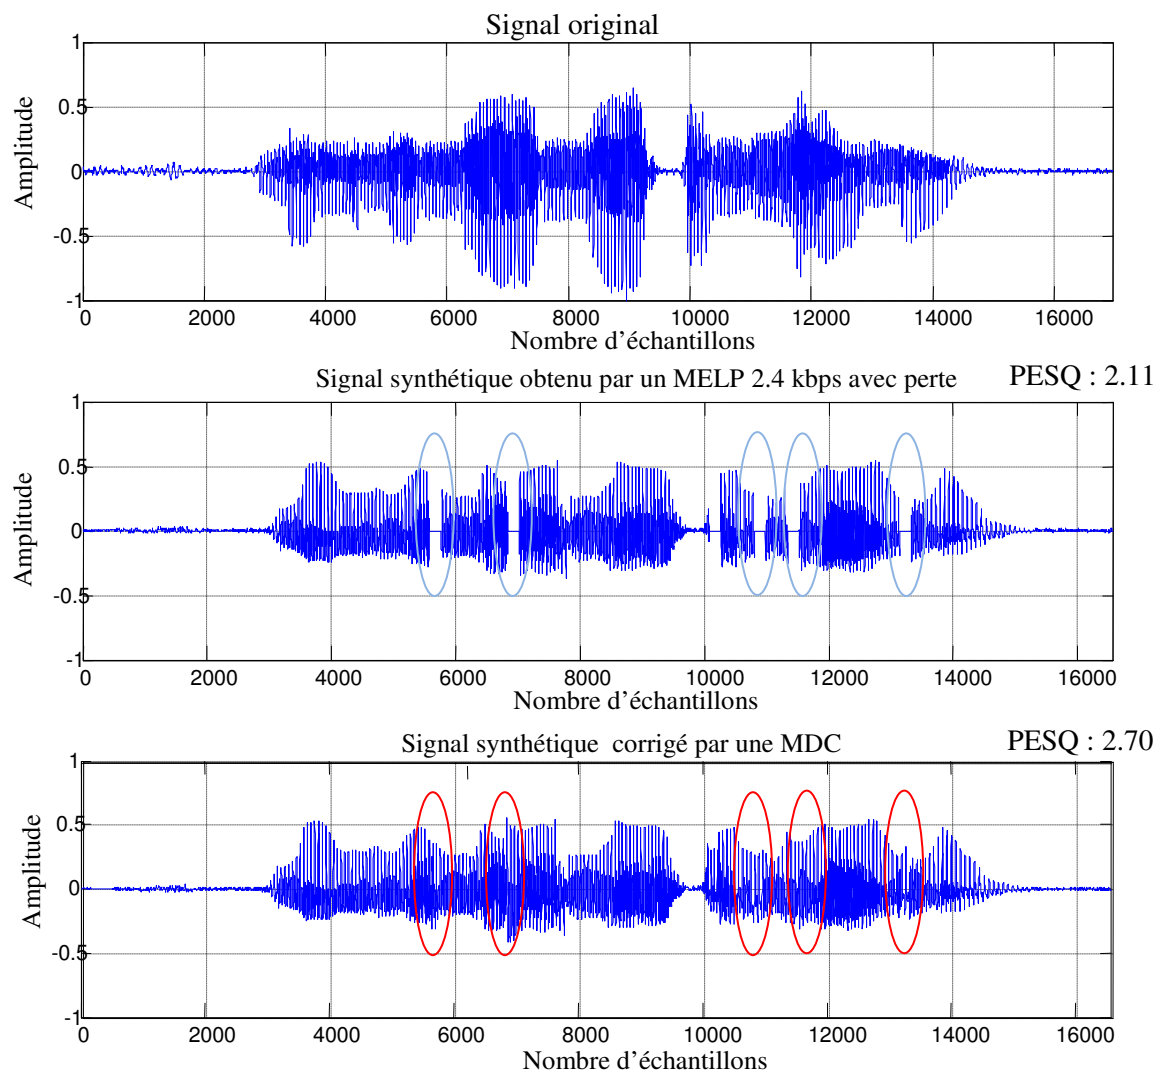 Signal original
1
0.5
0
-0.5
-1
Amplitude
0 2000 4000 6000 8000 10000 12000 14000 16000
Nombre d'échantillons
Signal synthétique obtenu par un MELP 2.4 kbps avec perte PESQ : 2.11
1
0.5
0
-0.5
-1
Amplitude
0 2000 4000 6000 8000 10000 12000 14000 16000
Nombre d'échantillons
Signal synthétique corrigé par une MDC PESQ : 2.70
1
0.5
0
-0.5
-1
Amplitude
0 2000 4000 6000 8000 10000 12000 14000 16000
Nombre d'échantillons